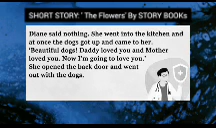 SHORT STORY: 'The Flowers' By STORY BOOKs
Diane said nothing. She went into the kitchen and
at once the dogs got up and came to her.
'Beautiful dogs! Daddy loved you and Mother
loved you. Now I'm going to love you.'
She opened the back door and went
out with the dogs.